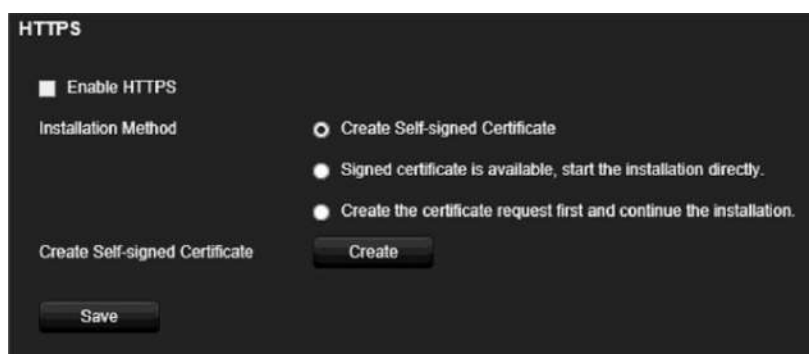 HTTPS
Enable HTTPS
Installation Method
Create Self-signed Certificate
Signed certificate is available, start the installation directly.
Create the certificate request first and continue the installation.
Create Self-signed Certificate
Create
Save